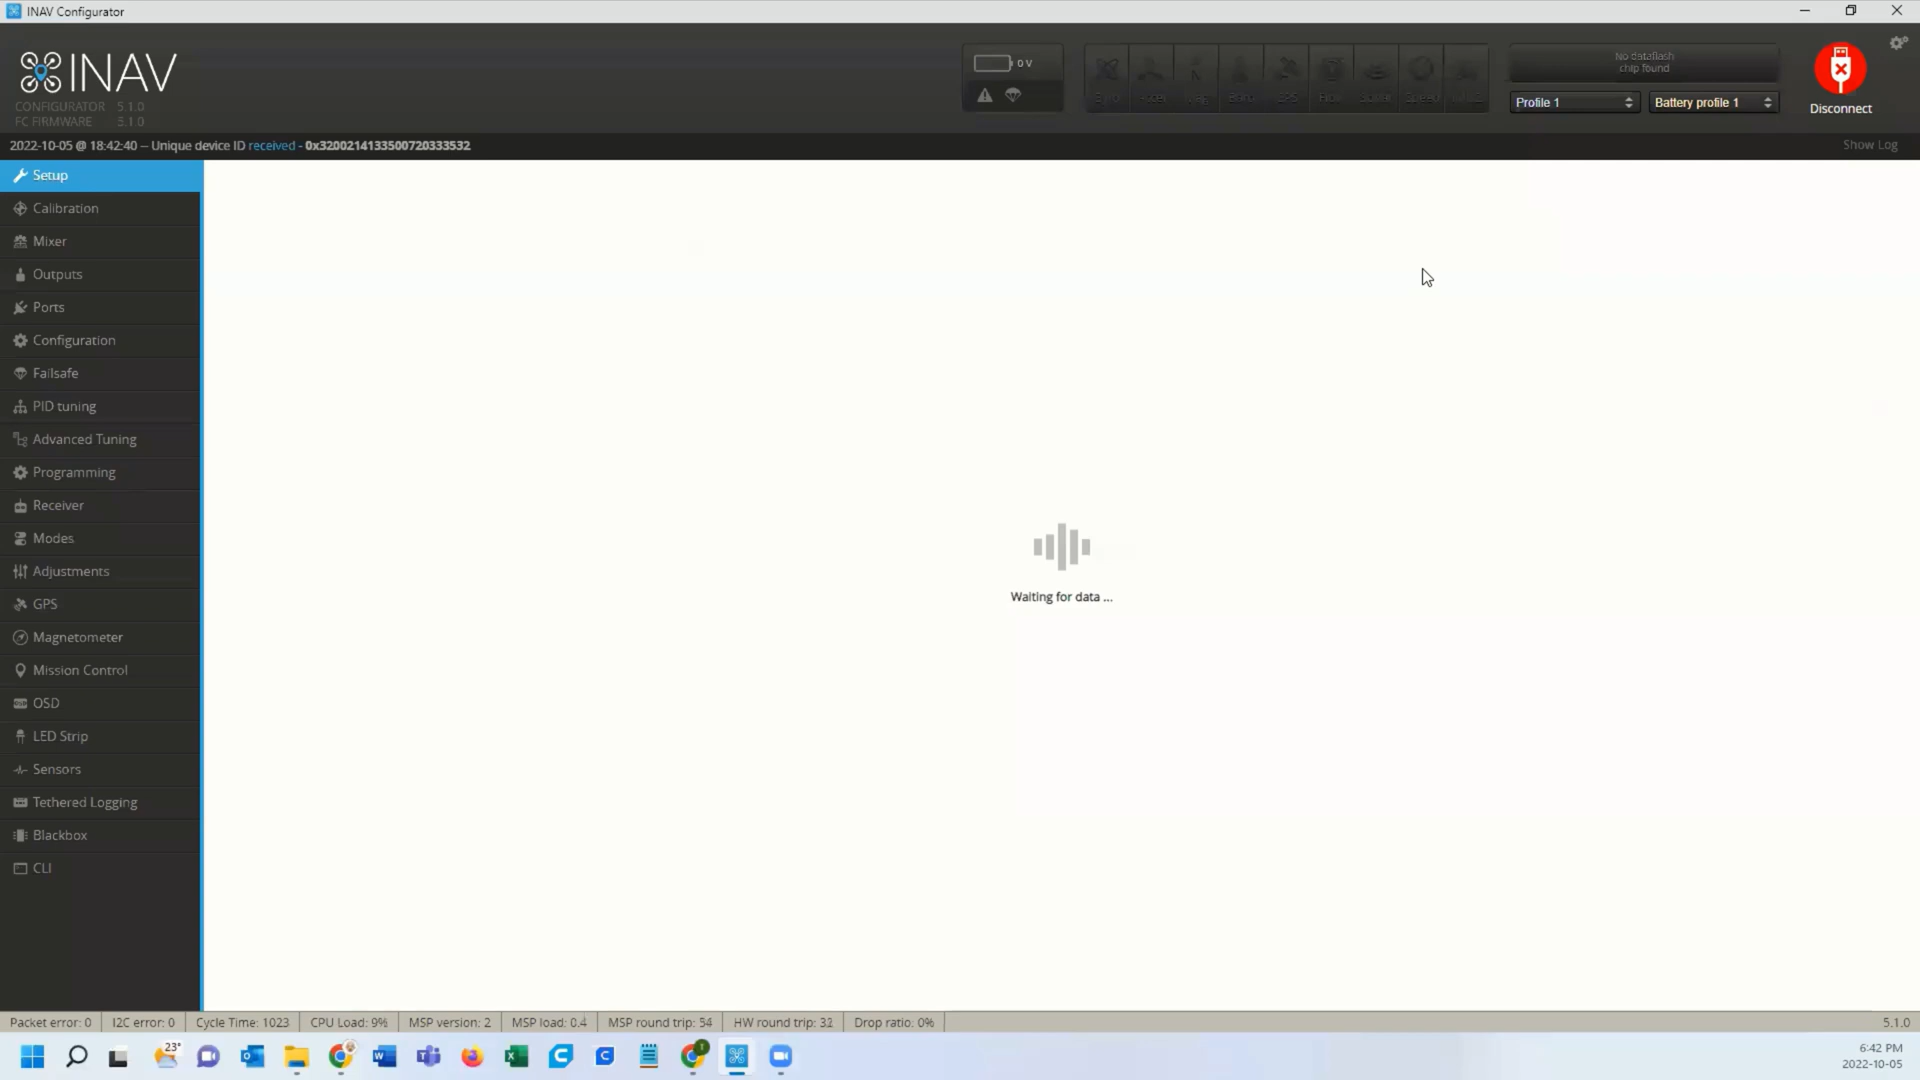 INAV Configurator
INAV
CONFIGURATOR 5.1.0
FC FIRMWARE 5.1.0
0 V
No dataflash
chip found
Profile 1
Battery profile 1
Disconnect
2022-10-05 @ 18:42:40 -- Unique device ID received - 0x3200214133500720333532
Show Log
Setup
Calibration
Mixer
Outputs
Ports
Configuration
Failsafe
PID tuning
Advanced Tuning
Programming
Receiver
Modes
Adjustments
GPS
Magnetometer
Mission Control
OSD
LED Strip
Sensors
Tethered Logging
Blackbox
CLI
Waiting for data ...
Packet error: 0 I2C error: 0 Cycle Time: 1023 CPU Load: 9% MSP version: 2 MSP load: 0.4 MSP round trip: 54 HW round trip: 32 Drop ratio: 0% 5.1.0
23°
6:42 PM
2022-10-05